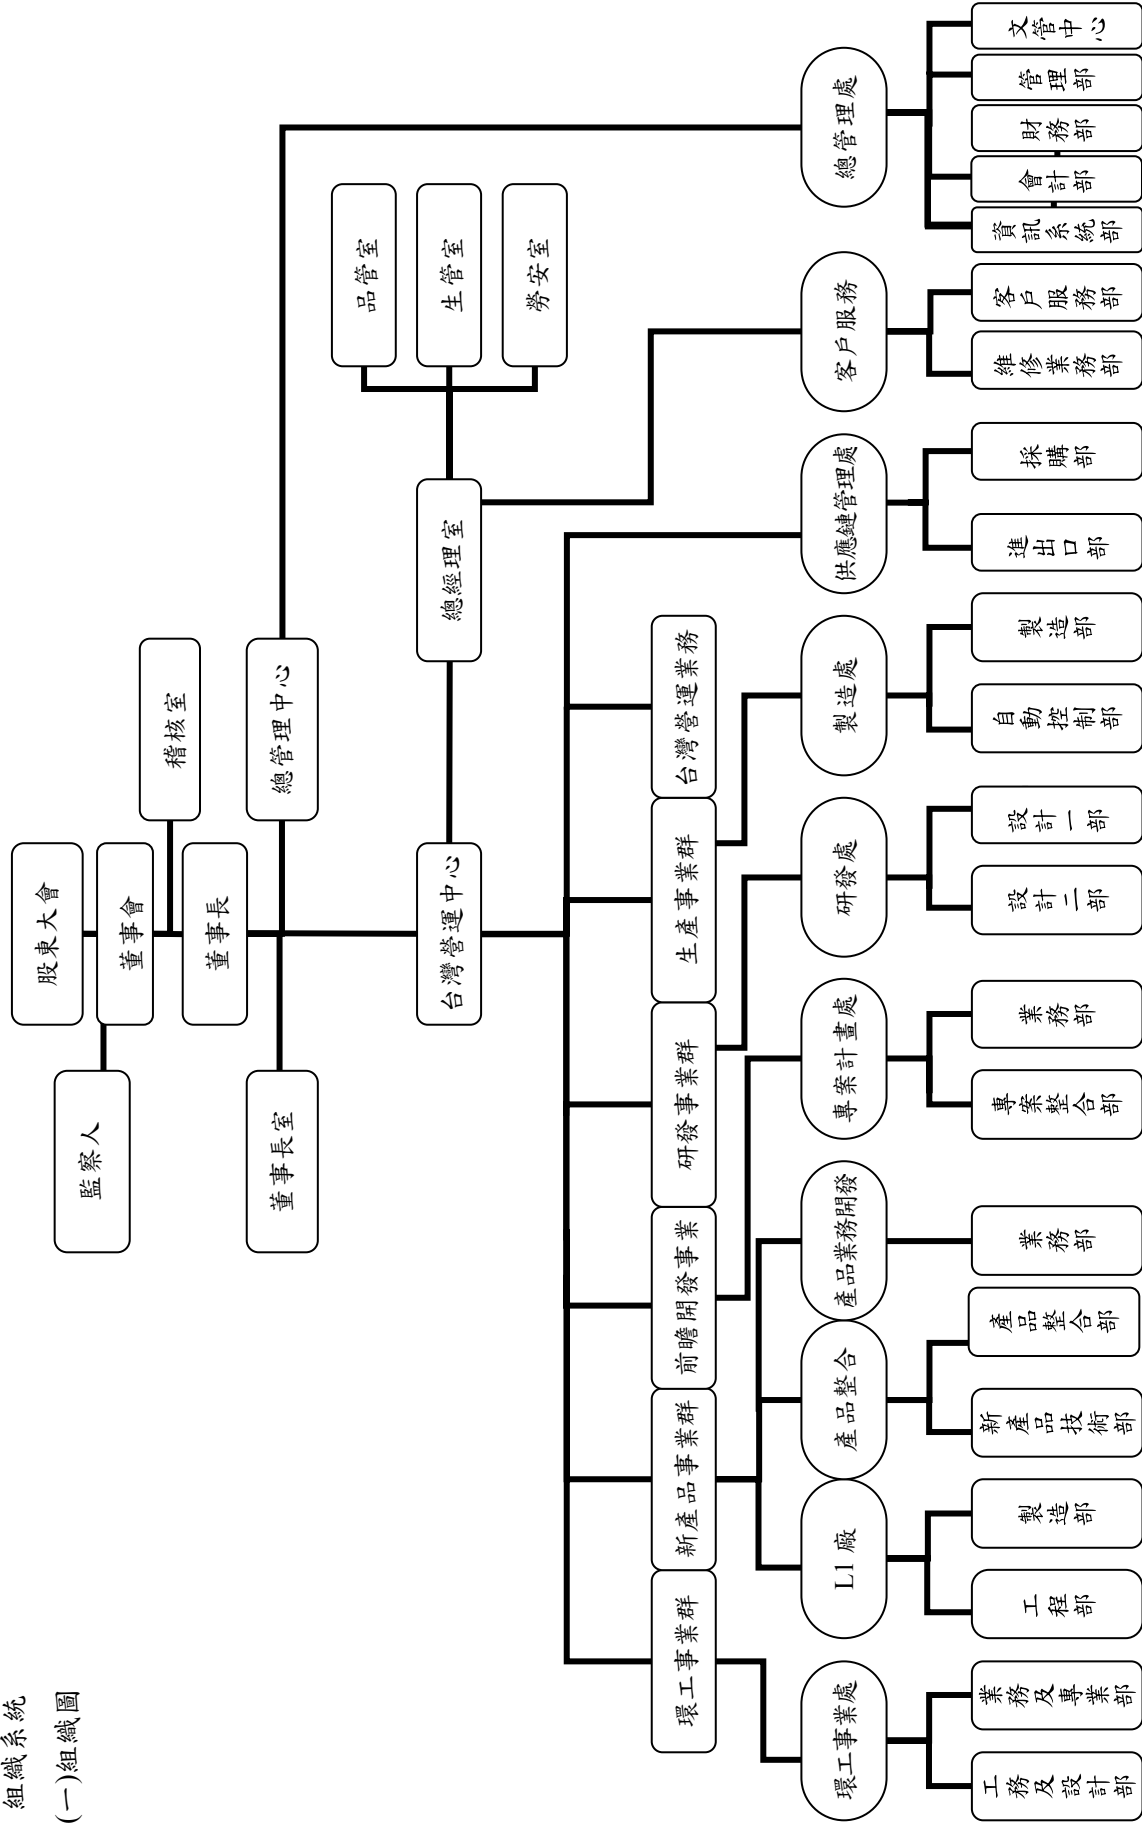 組織系統
(一)組織圖
股東大會
監察人
董事會
稽核室
董事長
董事長室
總管理中心
台灣營運中心
總經理室
品管室
生管室
勞安室
環工事業群
新產品事業群
前瞻開發事業
研發事業群
生產事業群
台灣營運業務
環工事業處
L1 廠
產品整合
產品業務開發
專案計畫處
研發處
製造處
供應鏈管理處
客戶服務
總管理處
工務及設計部
業務及專業部
工程部
製造部
新產品技術部
產品整合部
業務部
專案整合部
業務部
設計二部
設計一部
自動控制部
製造部
進出口部
採購部
維修業務部
客戶服務部
資訊系統部
會計部
財務部
管理部
文管中心